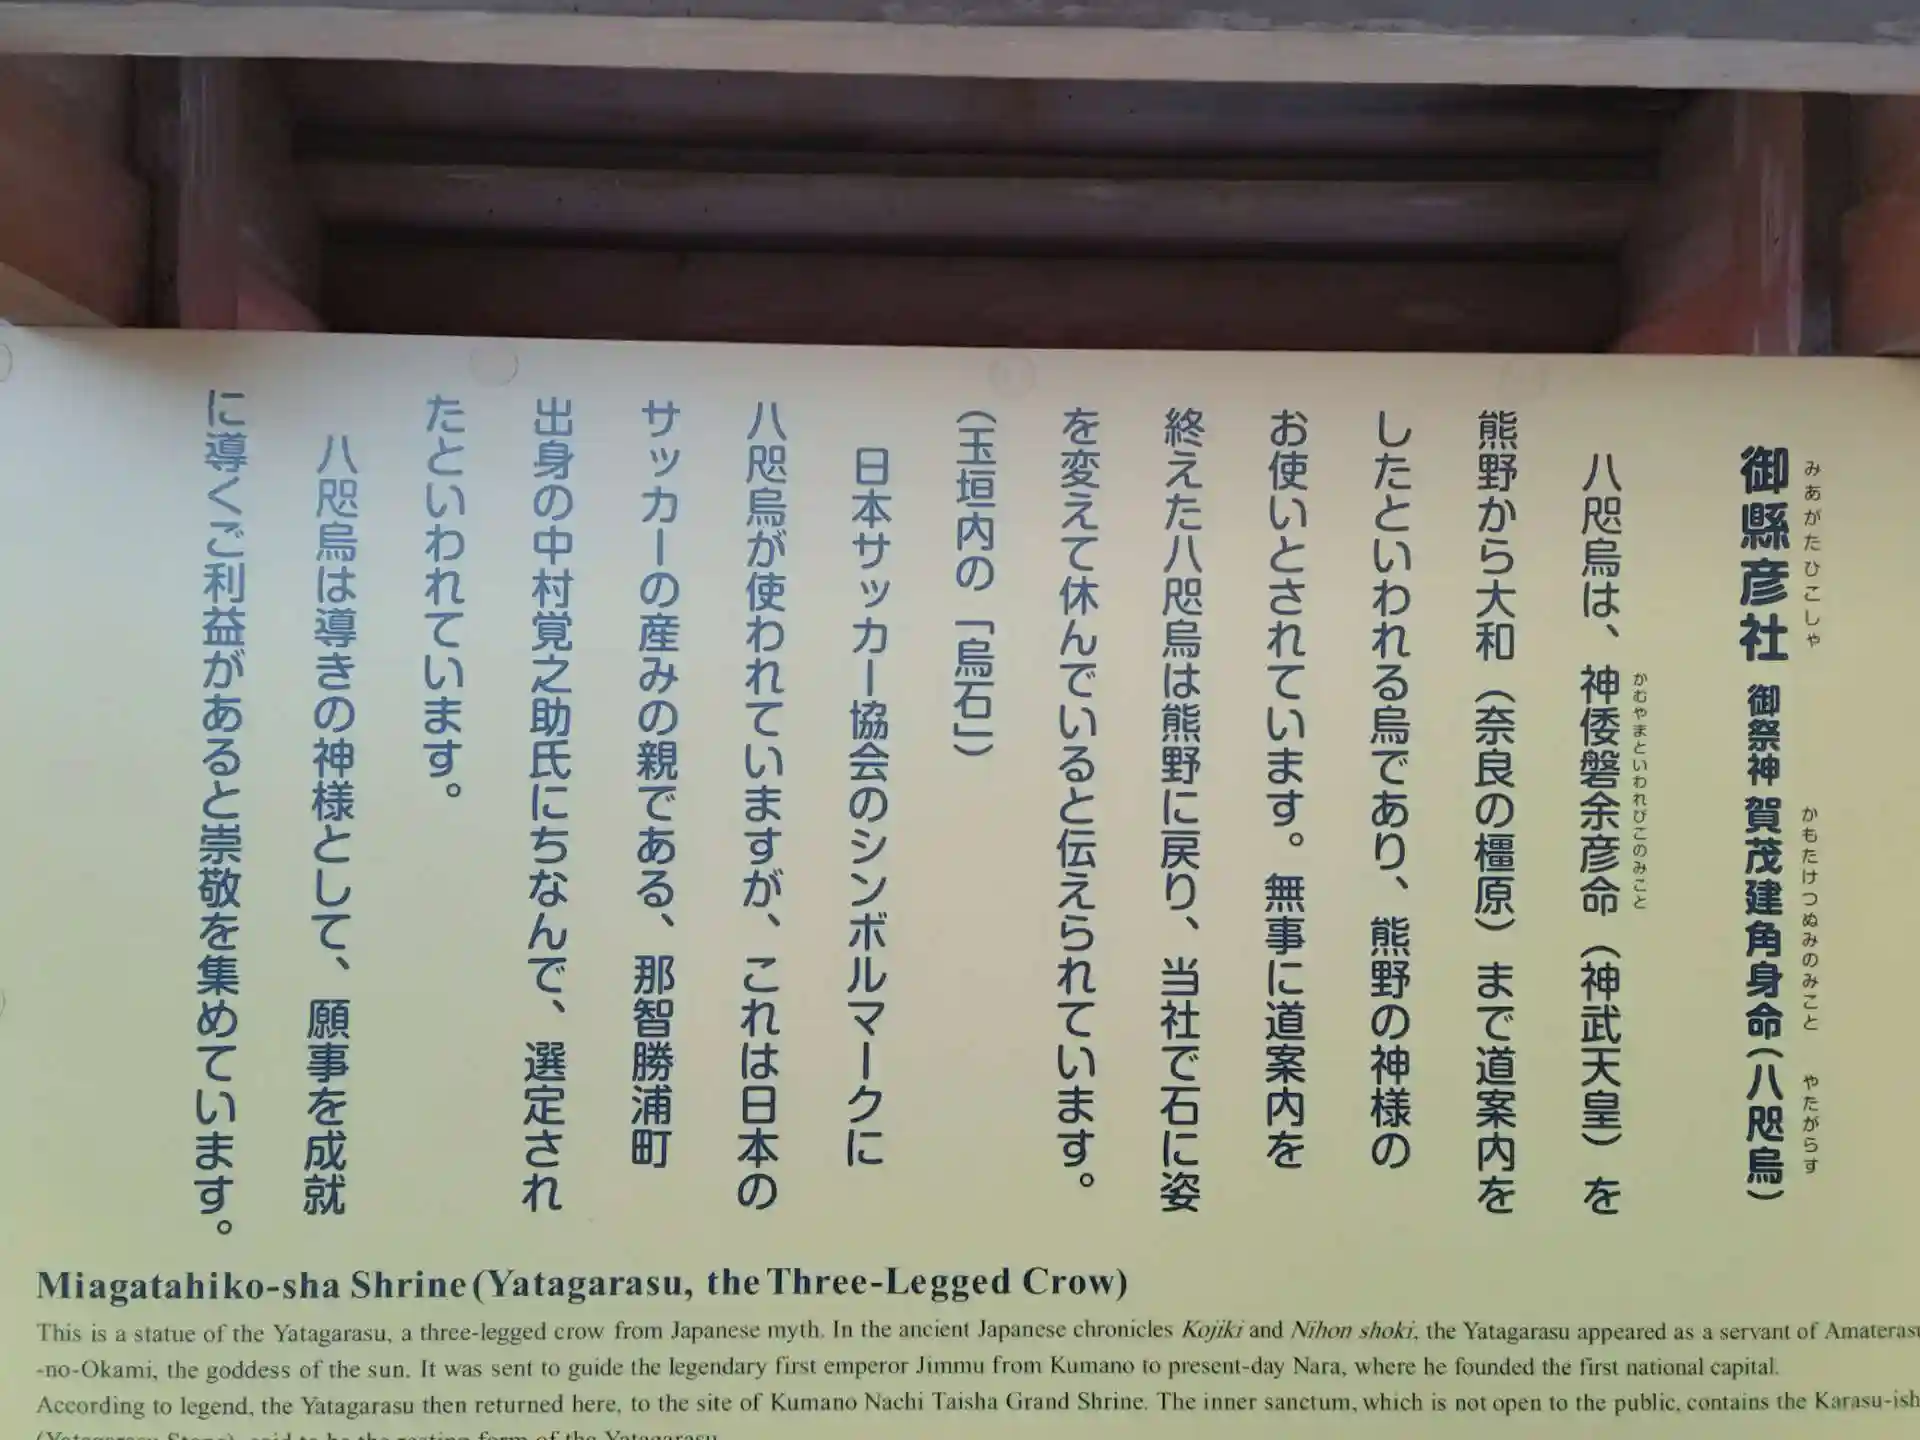 御縣彦社 御祭神 賀茂建角身命(八咫烏)
みあがたひこしゃ かもたけつぬみのみこと やたがらす
八咫烏は、神倭磐余彦命(神武天皇)を
かむやまといわれびこのみこと
熊野から大和(奈良の橿原)まで道案内を
したといわれる烏であり、熊野の神様の
お使いとされています。無事に道案内を
終えた八咫烏は熊野に戻り、当社で石に姿
を変えて休んでいると伝えられています。
(玉垣内の「烏石」)
日本サッカー協会のシンボルマークに
八咫烏が使われていますが、これは日本の
サッカーの産みの親である、那智勝浦町
出身の中村覚之助氏にちなんで、選定され
たといわれています。
八咫烏は導きの神様として、願事を成就
に導くご利益があると崇敬を集めています。
Miagatahiko-sha Shrine(Yatagarasu, the Three-Legged Crow)
This is a statue of the Yatagarasu, a three-legged crow from Japanese myth. In the ancient Japanese chronicles Kojiki and Nihon shoki, the Yatagarasu appeared as a servant of Amaterasu
-no-Okami, the goddess of the sun. It was sent to guide the legendary first emperor Jimmu from Kumano to present-day Nara, where he founded the first national capital.
According to legend, the Yatagarasu then returned here, to the site of Kumano Nachi Taisha Grand Shrine. The inner sanctum, which is not open to the public, contains the Karasu-ish